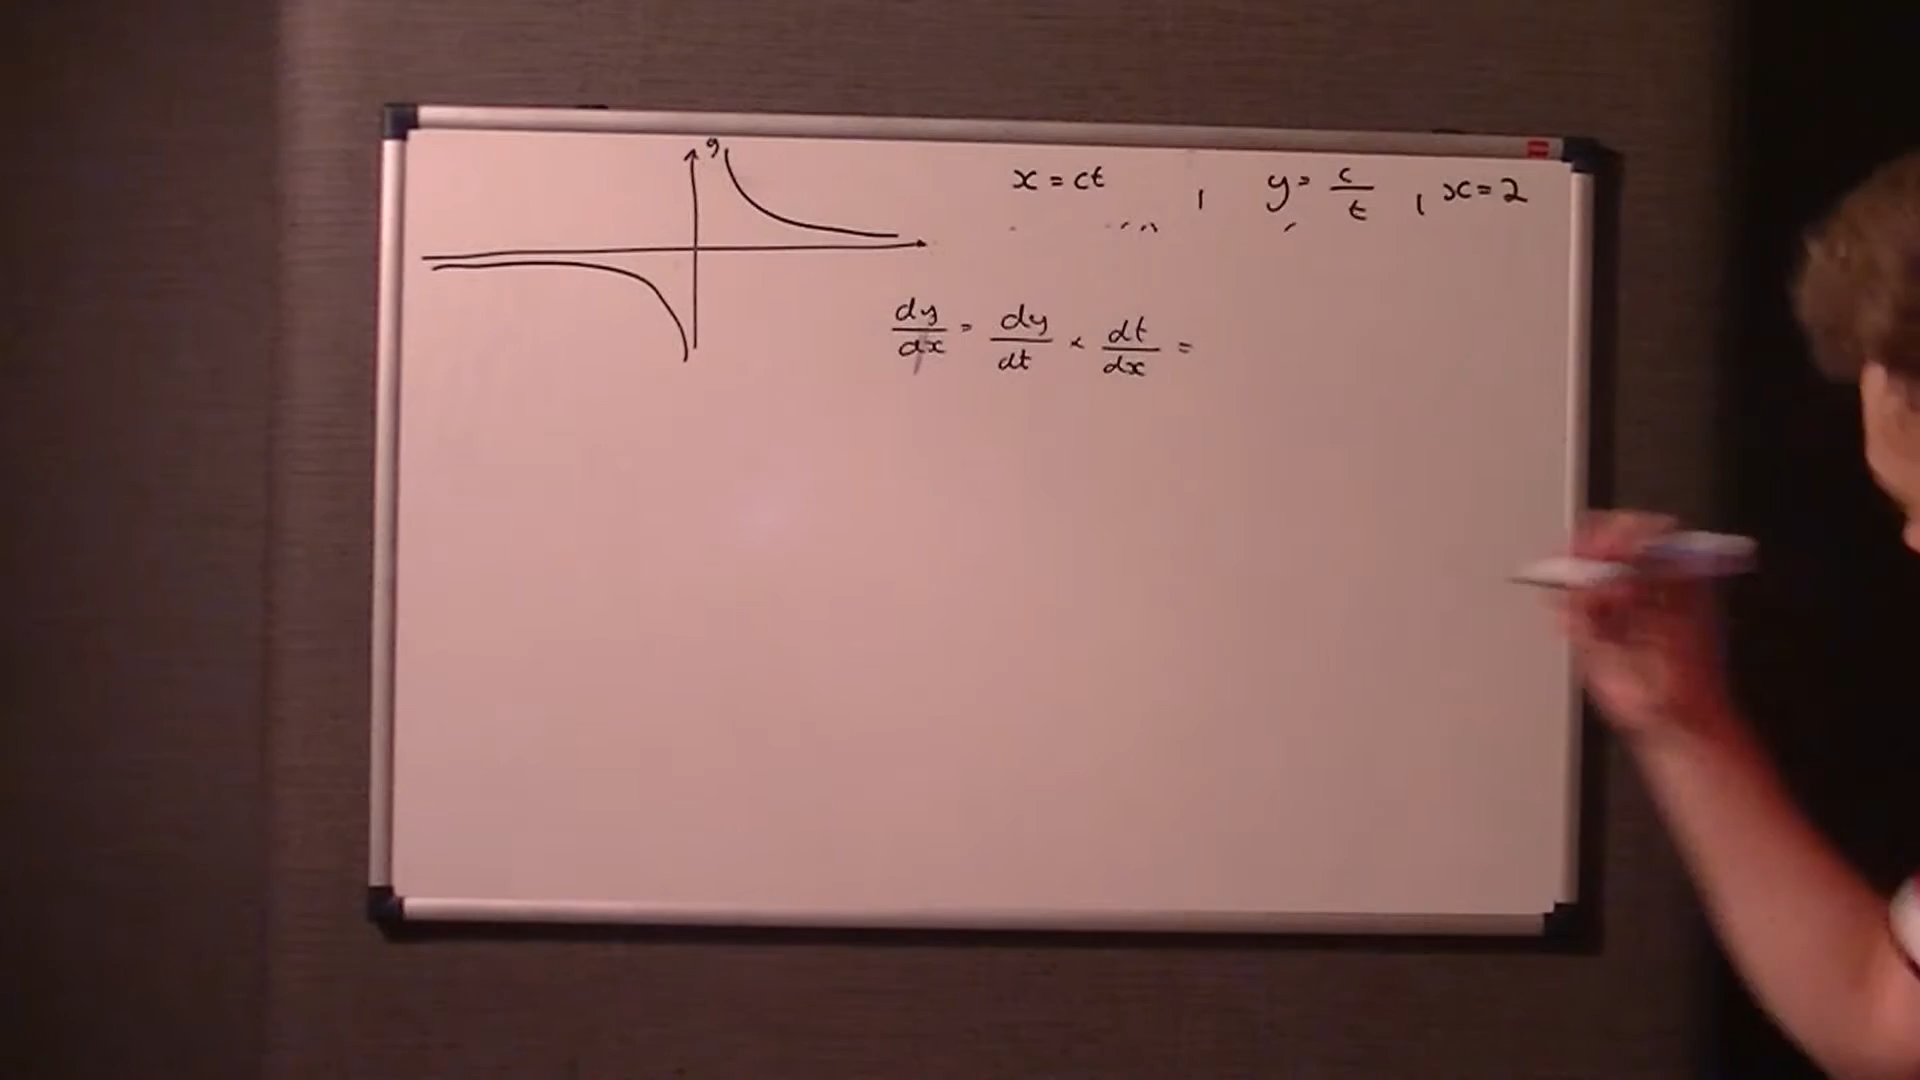 y
x = ct , y = c/t , x = 2
dy/dx = dy/dt × dt/dx =